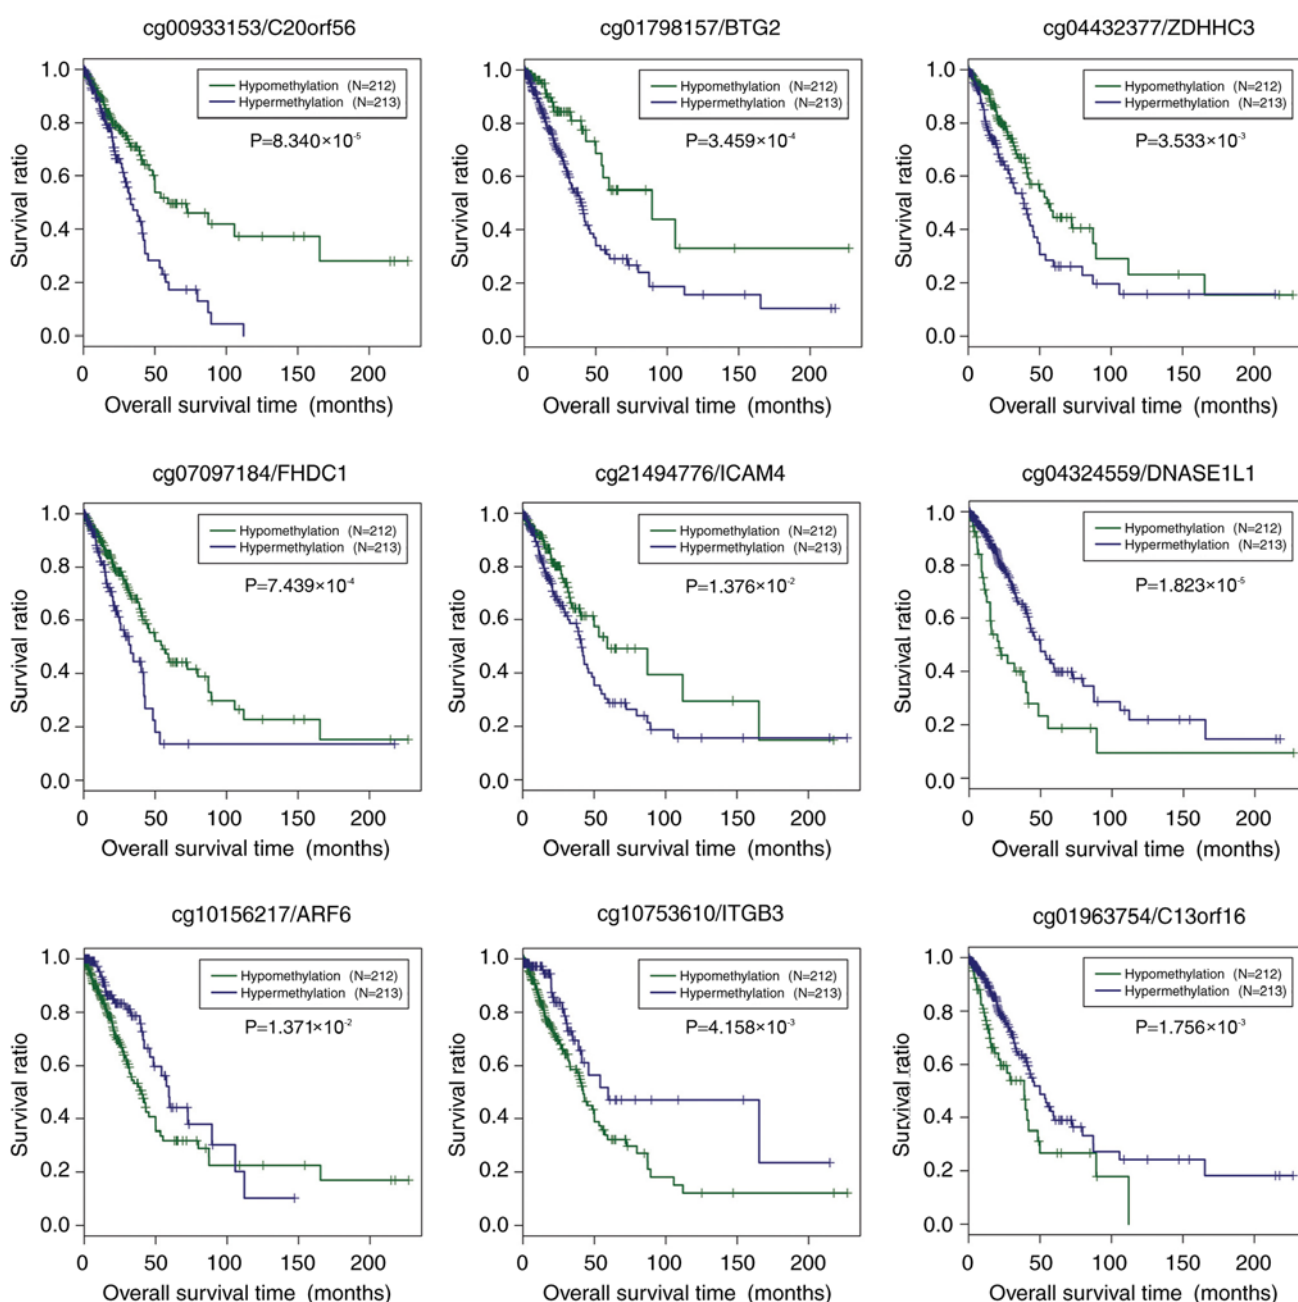 cg00933153/C20orf56
Hypomethylation (N=212)
Hypermethylation (N=213)
P=8.340×10⁻⁵
Survival ratio
1.0
0.8
0.6
0.4
0.2
0.0
0 50 100 150 200
Overall survival time (months)
cg01798157/BTG2
Hypomethylation (N=212)
Hypermethylation (N=213)
P=3.459×10⁻⁴
Survival ratio
1.0
0.8
0.6
0.4
0.2
0.0
0 50 100 150 200
Overall survival time (months)
cg04432377/ZDHHC3
Hypomethylation (N=212)
Hypermethylation (N=213)
P=3.533×10⁻³
Survival ratio
1.0
0.8
0.6
0.4
0.2
0.0
0 50 100 150 200
Overall survival time (months)
cg07097184/FHDC1
Hypomethylation (N=212)
Hypermethylation (N=213)
P=7.439×10⁻⁴
Survival ratio
1.0
0.8
0.6
0.4
0.2
0.0
0 50 100 150 200
Overall survival time (months)
cg21494776/ICAM4
Hypomethylation (N=212)
Hypermethylation (N=213)
P=1.376×10⁻²
Survival ratio
1.0
0.8
0.6
0.4
0.2
0.0
0 50 100 150 200
Overall survival time (months)
cg04324559/DNASE1L1
Hypomethylation (N=212)
Hypermethylation (N=213)
P=1.823×10⁻⁵
Survival ratio
1.0
0.8
0.6
0.4
0.2
0.0
0 50 100 150 200
Overall survival time (months)
cg10156217/ARF6
Hypomethylation (N=212)
Hypermethylation (N=213)
P=1.371×10⁻²
Survival ratio
1.0
0.8
0.6
0.4
0.2
0.0
0 50 100 150 200
Overall survival time (months)
cg10753610/ITGB3
Hypomethylation (N=212)
Hypermethylation (N=213)
P=4.158×10⁻³
Survival ratio
1.0
0.8
0.6
0.4
0.2
0.0
0 50 100 150 200
Overall survival time (months)
cg01963754/C13orf16
Hypomethylation (N=212)
Hypermethylation (N=213)
P=1.756×10⁻³
Survival ratio
1.0
0.8
0.6
0.4
0.2
0.0
0 50 100 150 200
Overall survival time (months)